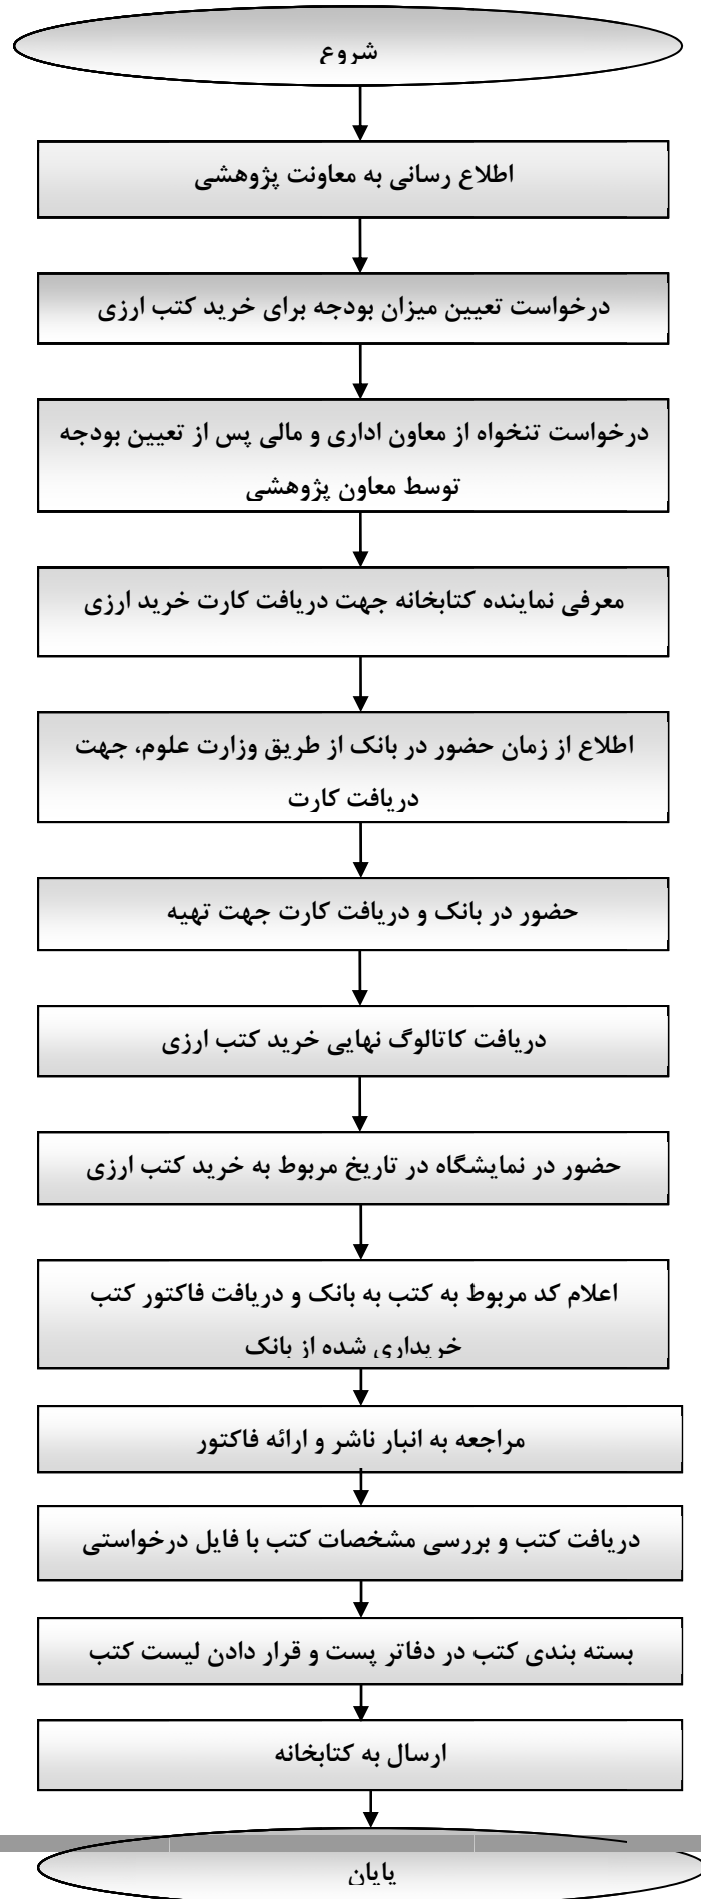 شروع
اطلاع رسانی به معاونت پژوهشی
درخواست تعیین میزان بودجه برای خرید کتب ارزی
درخواست تنخواه از معاون اداری و مالی پس از تعیین بودجه
توسط معاون پژوهشی
معرفی نماینده کتابخانه جهت دریافت کارت خرید ارزی
اطلاع از زمان حضور در بانک از طریق وزارت علوم، جهت
دریافت کارت
حضور در بانک و دریافت کارت جهت تهیه
دریافت کاتالوگ نهایی خرید کتب ارزی
حضور در نمایشگاه در تاریخ مربوط به خرید کتب ارزی
اعلام کد مربوط به کتب به بانک و دریافت فاکتور کتب
خریداری شده از بانک
مراجعه به انبار ناشر و ارائه فاکتور
دریافت کتب و بررسی مشخصات کتب با فایل درخواستی
بسته بندی کتب در دفاتر پست و قرار دادن لیست کتب
ارسال به کتابخانه
پایان